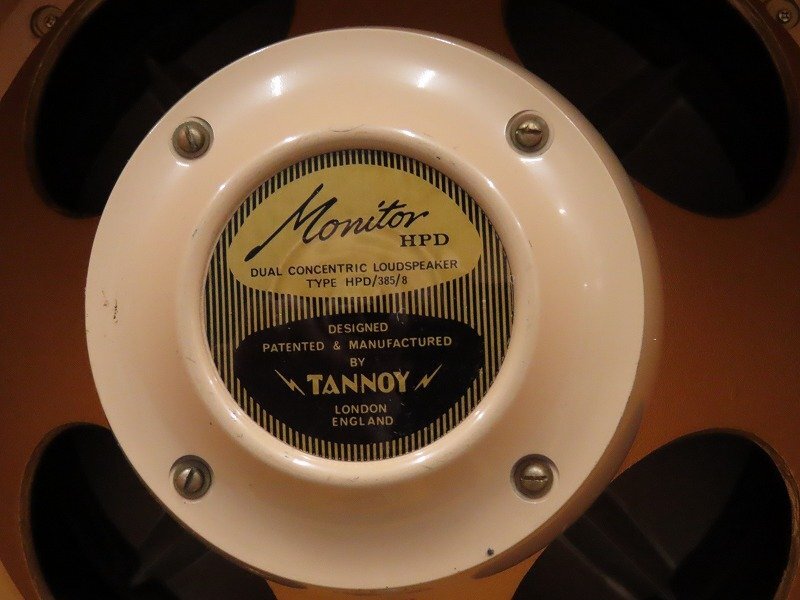 Monitor
HPD
DUAL CONCENTRIC LOUDSPEAKER
TYPE HPD/385/8
DESIGNED
PATENTED & MANUFACTURED
BY
TANNOY
LONDON
ENGLAND